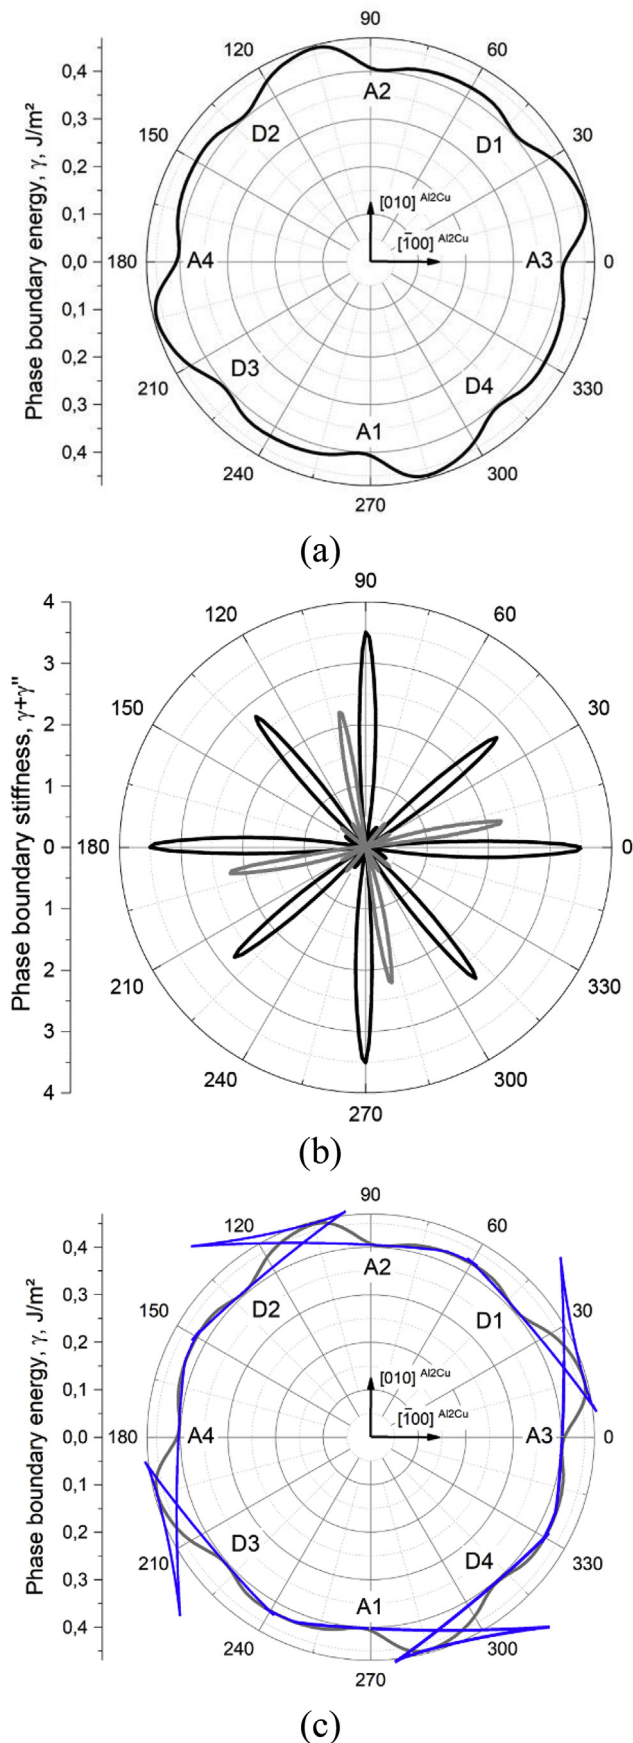 90
120
60
0,4
A2
0,3
D2
D1
150
30
0,2
[010] Al2Cu
0,1
[1̄00] Al2Cu
0,0
180
A4
A3
0
0,1
0,2
D3
D4
210
330
0,3
A1
0,4
240
300
270
Phase boundary energy, γ, J/m²
(a)
90
4
120
60
3
150
30
2
1
0
180
0
1
2
210
330
3
240
300
4
270
Phase boundary stiffness, γ+γ"
(b)
90
120
60
0,4
A2
0,3
D2
D1
150
30
0,2
[010] Al2Cu
0,1
[1̄00] Al2Cu
0,0
180
A4
A3
0
0,1
0,2
D3
D4
210
330
0,3
A1
0,4
240
300
270
Phase boundary energy, γ, J/m²
(c)